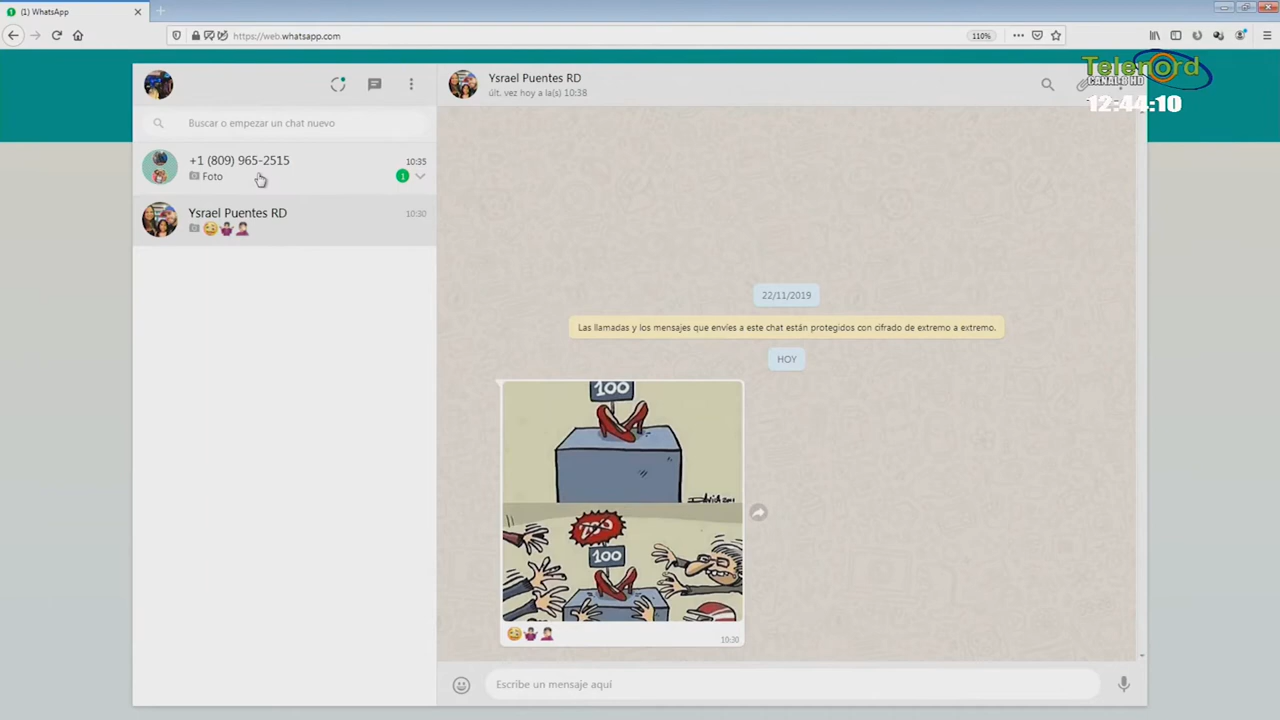 (1) WhatsApp
https://web.whatsapp.com
110%
Telenord
CANAL 8 HD
12:44:10
Ysrael Puentes RD
últ. vez hoy a la(s) 10:38
Buscar o empezar un chat nuevo
+1 (809) 965-2515
10:35
Foto
1
Ysrael Puentes RD
10:30
22/11/2019
Las llamadas y los mensajes que envíes a este chat están protegidos con cifrado de extremo a extremo.
HOY
100
100
10:30
Escribe un mensaje aquí